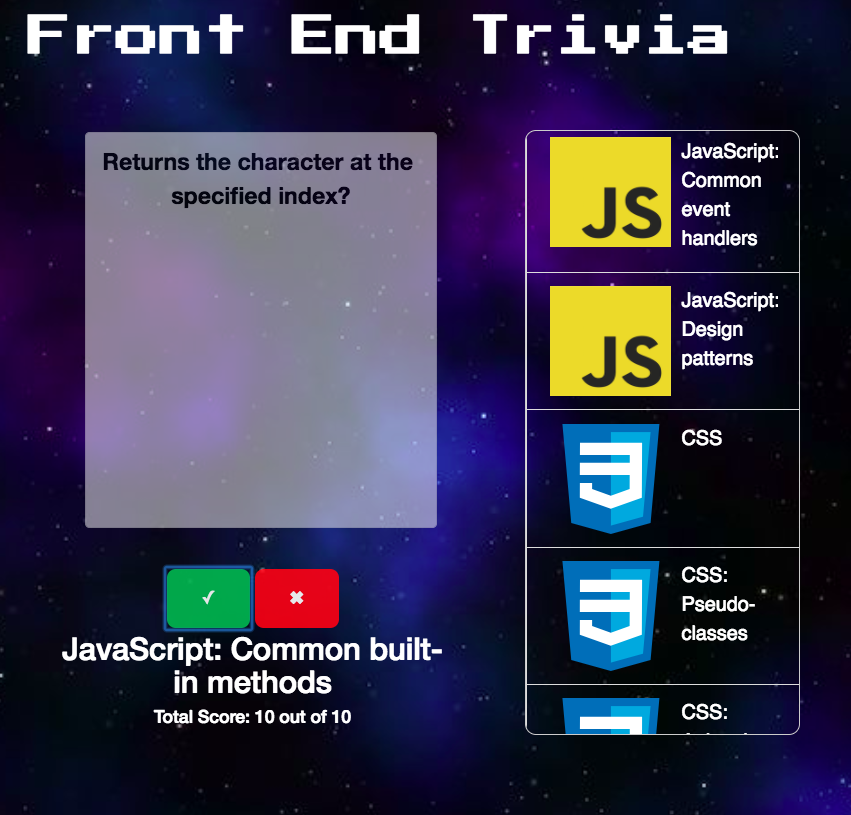 Front End Trivia
Returns the character at the
specified index?
✓ ✖
JavaScript: Common built-
in methods
Total Score: 10 out of 10
JS
JavaScript:
Common
event
handlers
JS
JavaScript:
Design
patterns
CSS
CSS:
Pseudo-
classes
CSS: